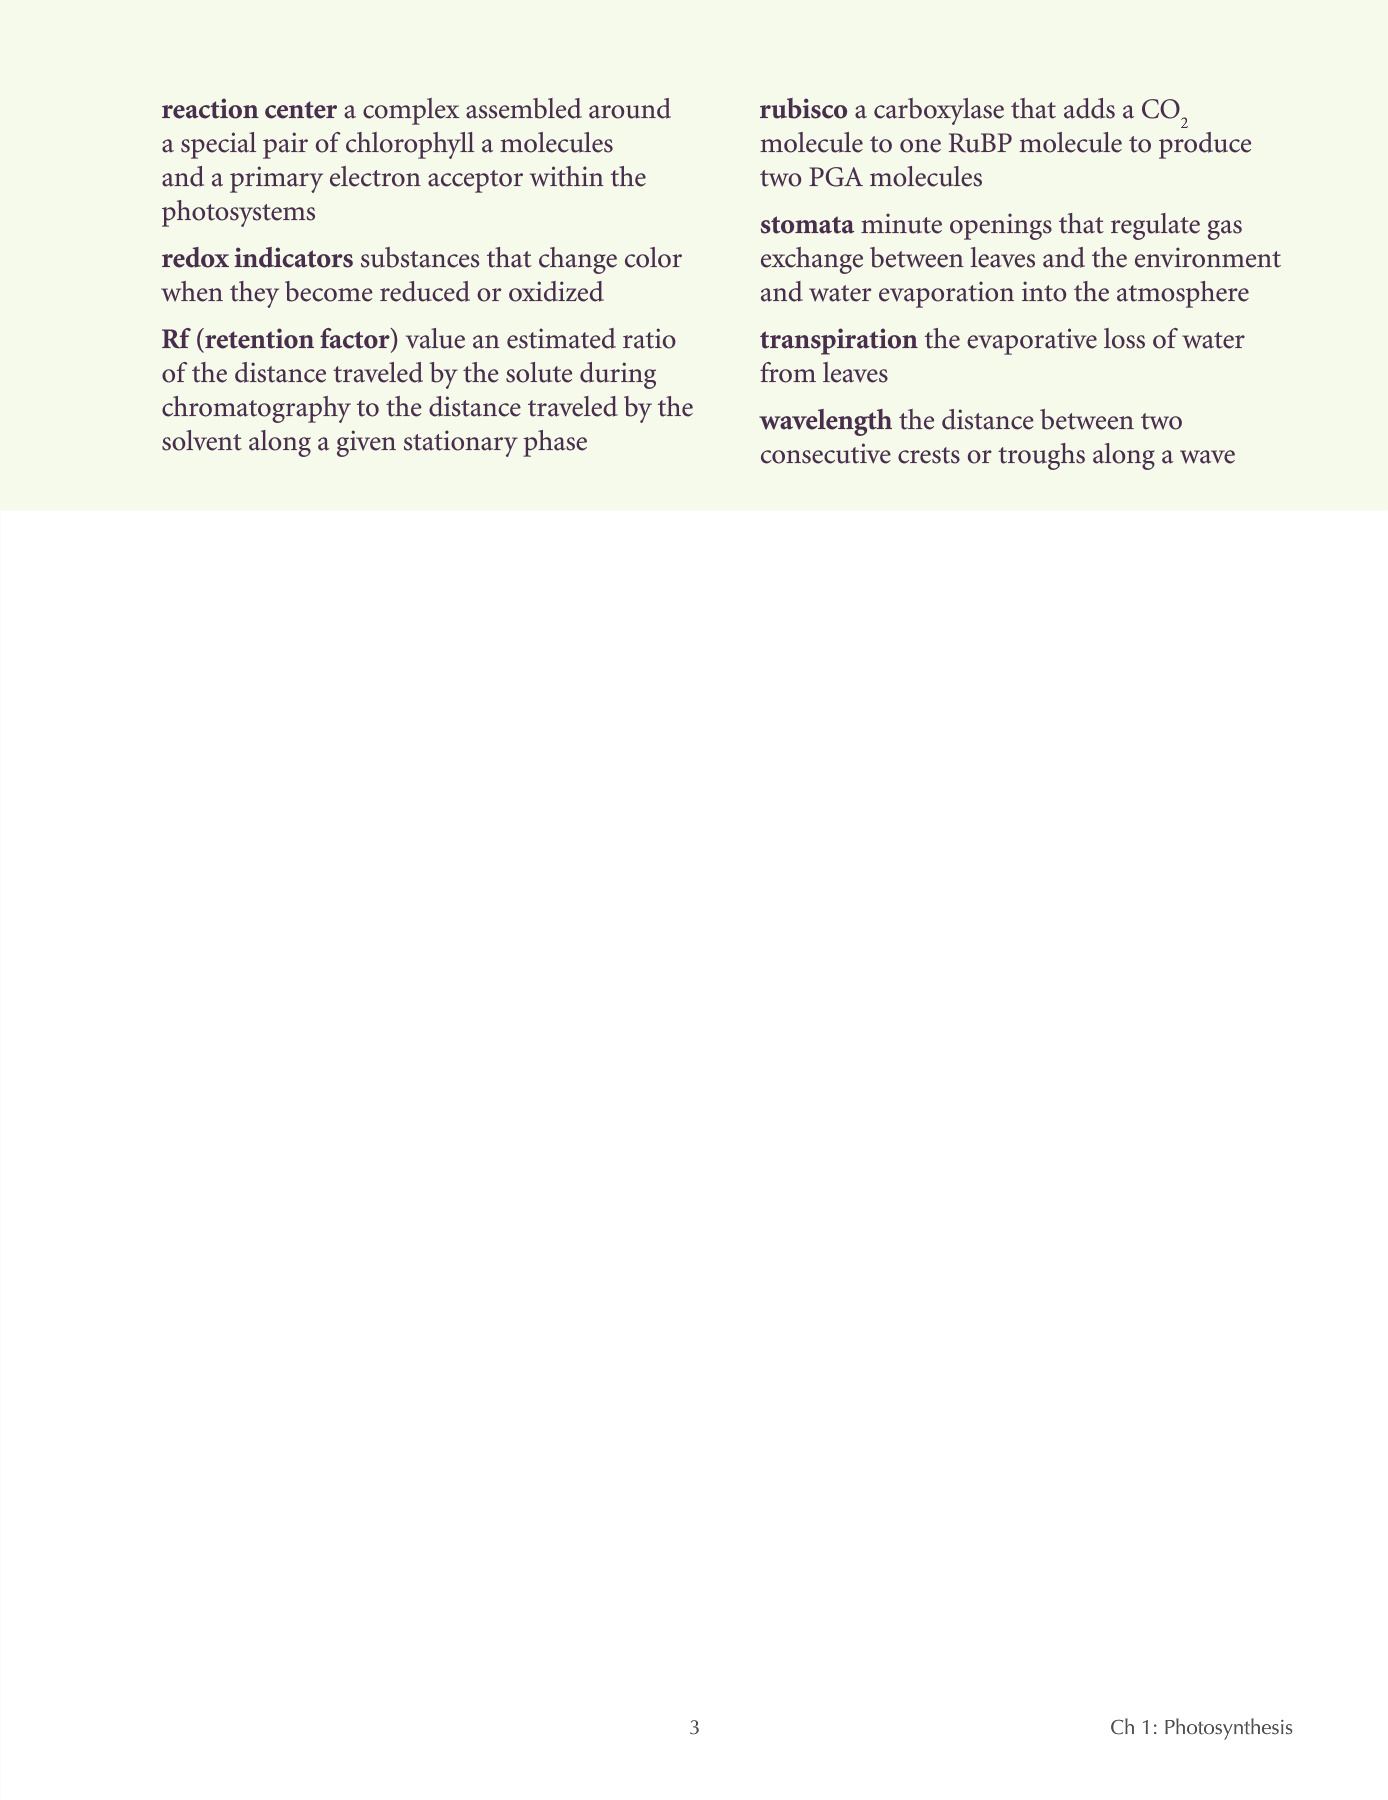 reaction center a complex assembled around
a special pair of chlorophyll a molecules
and a primary electron acceptor within the
photosystems
redox indicators substances that change color
when they become reduced or oxidized
Rf (retention factor) value an estimated ratio
of the distance traveled by the solute during
chromatography to the distance traveled by the
solvent along a given stationary phase
rubisco a carboxylase that adds a CO₂
molecule to one RuBP molecule to produce
two PGA molecules
stomata minute openings that regulate gas
exchange between leaves and the environment
and water evaporation into the atmosphere
transpiration the evaporative loss of water
from leaves
wavelength the distance between two
consecutive crests or troughs along a wave
3
Ch 1: Photosynthesis